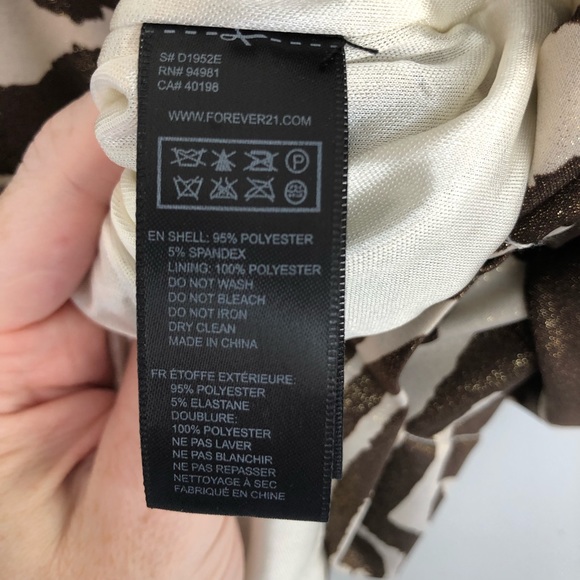 S# D1952E
RN# 94981
CA# 40198
WWW.FOREVER21.COM
P
EN SHELL: 95% POLYESTER
5% SPANDEX
LINING: 100% POLYESTER
DO NOT WASH
DO NOT BLEACH
DO NOT IRON
DRY CLEAN
MADE IN CHINA
FR ÉTOFFE EXTÉRIEURE:
95% POLYESTER
5% ELASTANE
DOUBLURE:
100% POLYESTER
NE PAS LAVER
NE PAS BLANCHIR
NE PAS REPASSER
NETTOYAGE À SEC
FABRIQUÉ EN CHINE